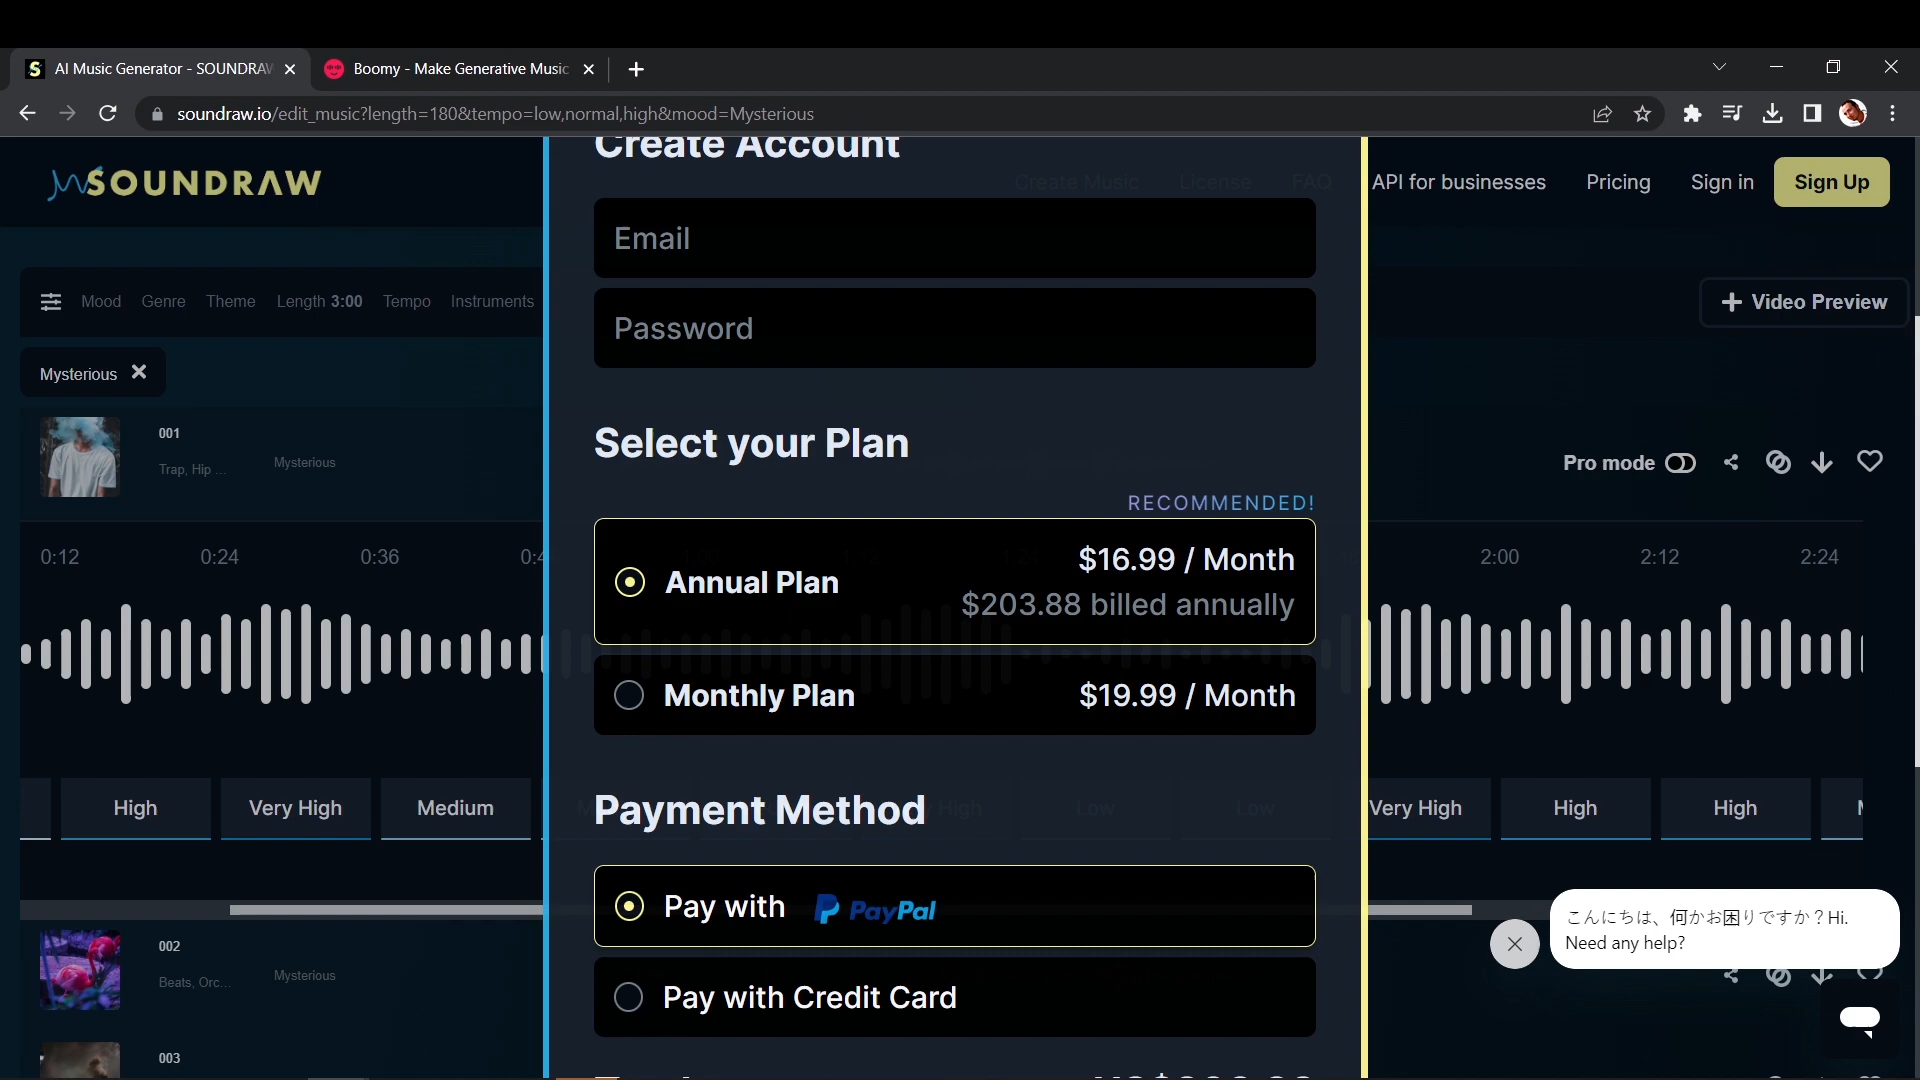 AI Music Generator - SOUNDRAW
Boomy - Make Generative Music
soundraw.io/edit_music?length=180&tempo=low,normal,high&mood=Mysterious
SOUNDRAW
Create Music
License
FAQ
API for businesses
Pricing
Sign in
Sign Up
Create Account
Email
Password
Mood
Genre
Theme
Length 3:00
Tempo
Instruments
Video Preview
Mysterious
001
Trap, Hip ...
Mysterious
Pro mode
Select your Plan
RECOMMENDED!
Annual Plan
$16.99 / Month
$203.88 billed annually
Monthly Plan
$19.99 / Month
0:12
0:24
0:36
2:00
2:12
2:24
High
Very High
Medium
Low
Low
Very High
High
High
Payment Method
Pay with PayPal
Pay with Credit Card
002
Beats, Orc...
Mysterious
003
こんにちは、何かお困りですか？Hi.
Need any help?